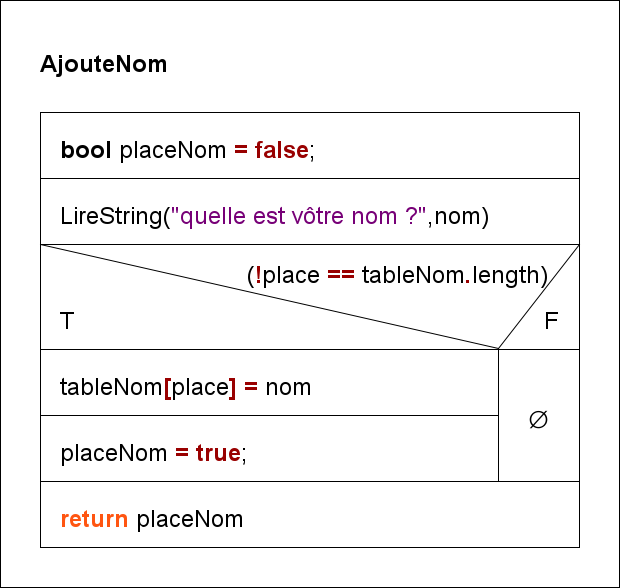 AjouteNom
bool placeNom = false;
LireString("quelle est vôtre nom ?",nom)
(!place == tableNom.length)
T F
tableNom[place] = nom
∅
placeNom = true;
return placeNom